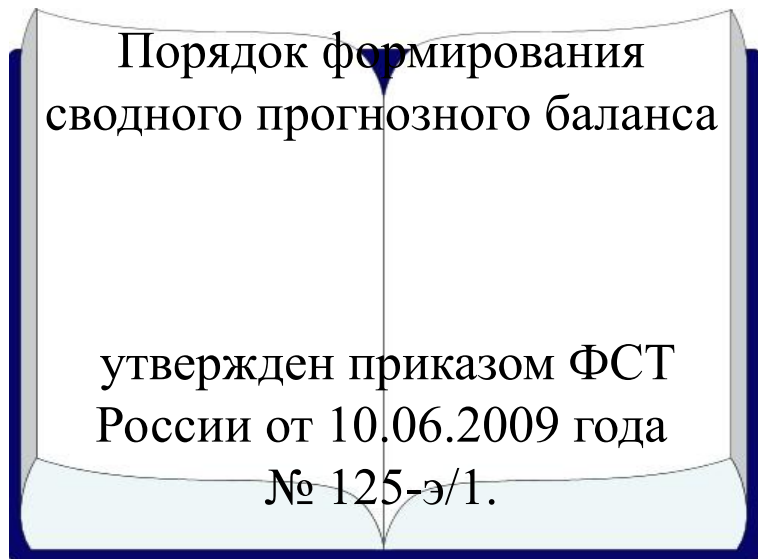 Порядок формирования
сводного прогнозного баланса
утвержден приказом ФСТ
России от 10.06.2009 года
№ 125-э/1.